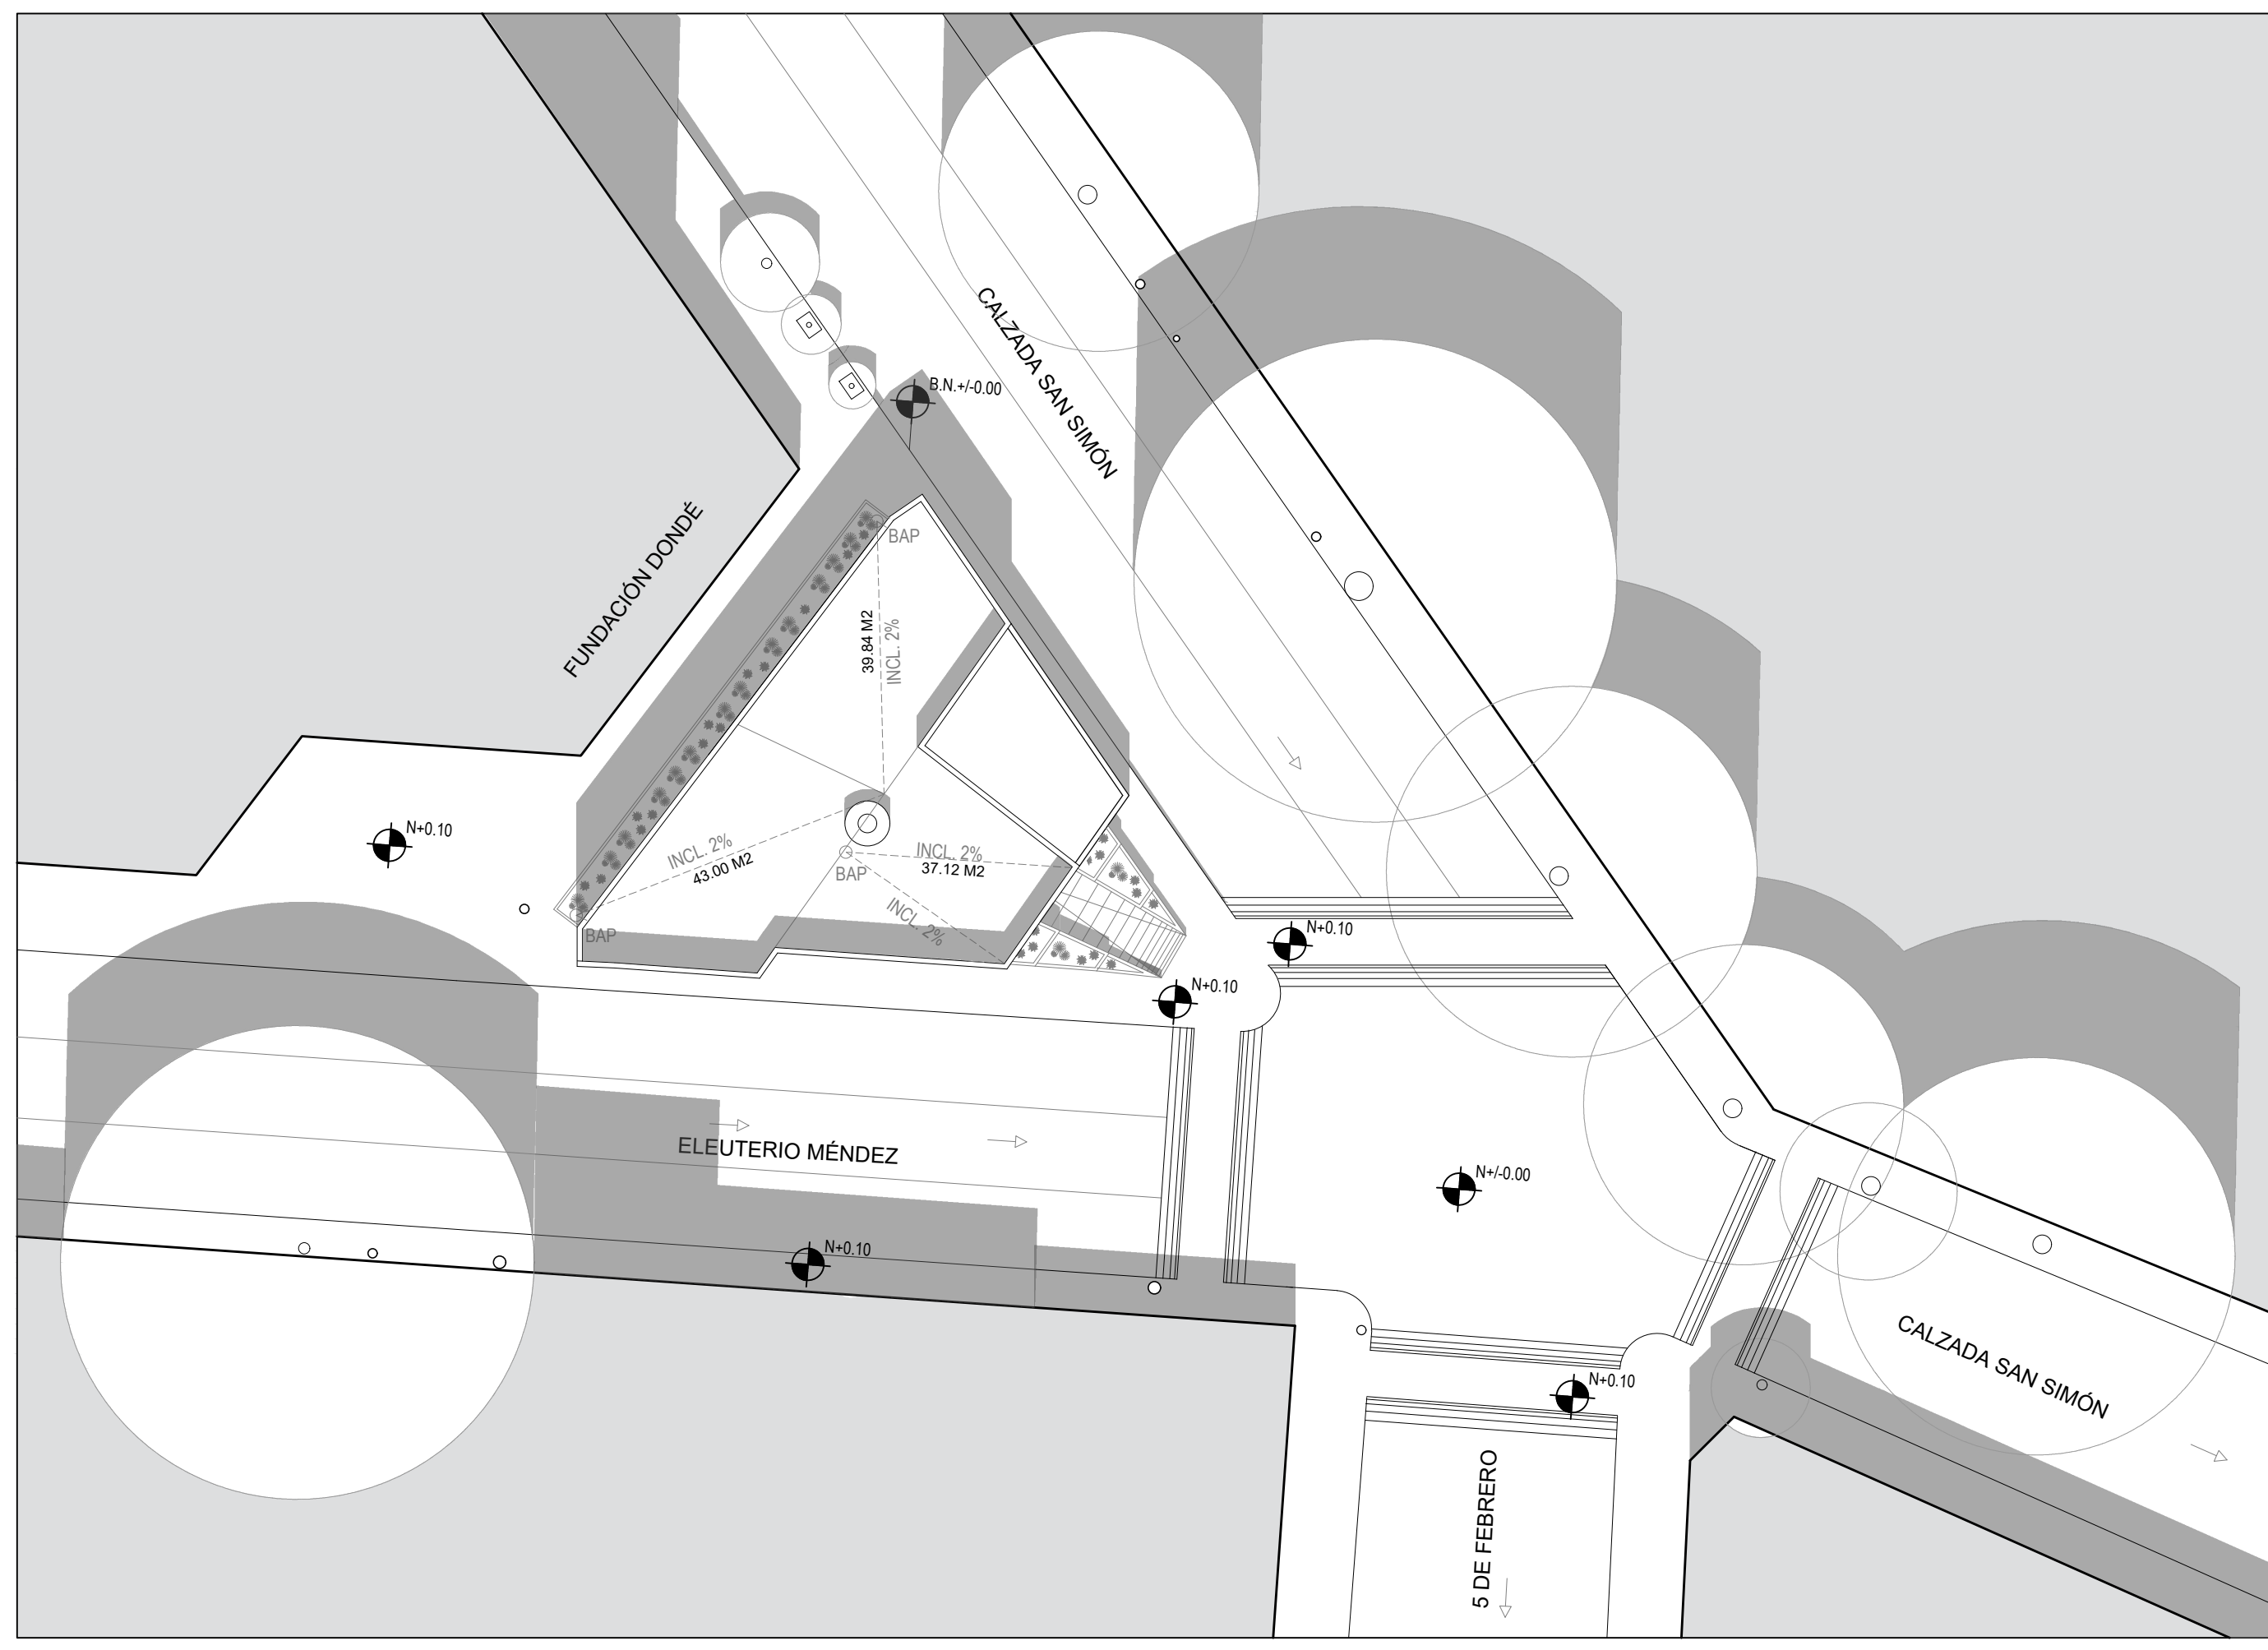 CALZADA SAN SIMÓN
B.N.+/-0.00
FUNDACIÓN DONDÉ
BAP
39.84 M2
INCL. 2%
N+0.10
INCL. 2%
43.00 M2
INCL. 2%
37.12 M2
BAP
INCL. 2%
BAP
N+0.10
N+0.10
ELEUTERIO MÉNDEZ
N+/-0.00
N+0.10
CALZADA SAN SIMÓN
N+0.10
5 DE FEBRERO